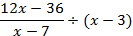 (12x − 36)/(x − 7) ÷ (x − 3)